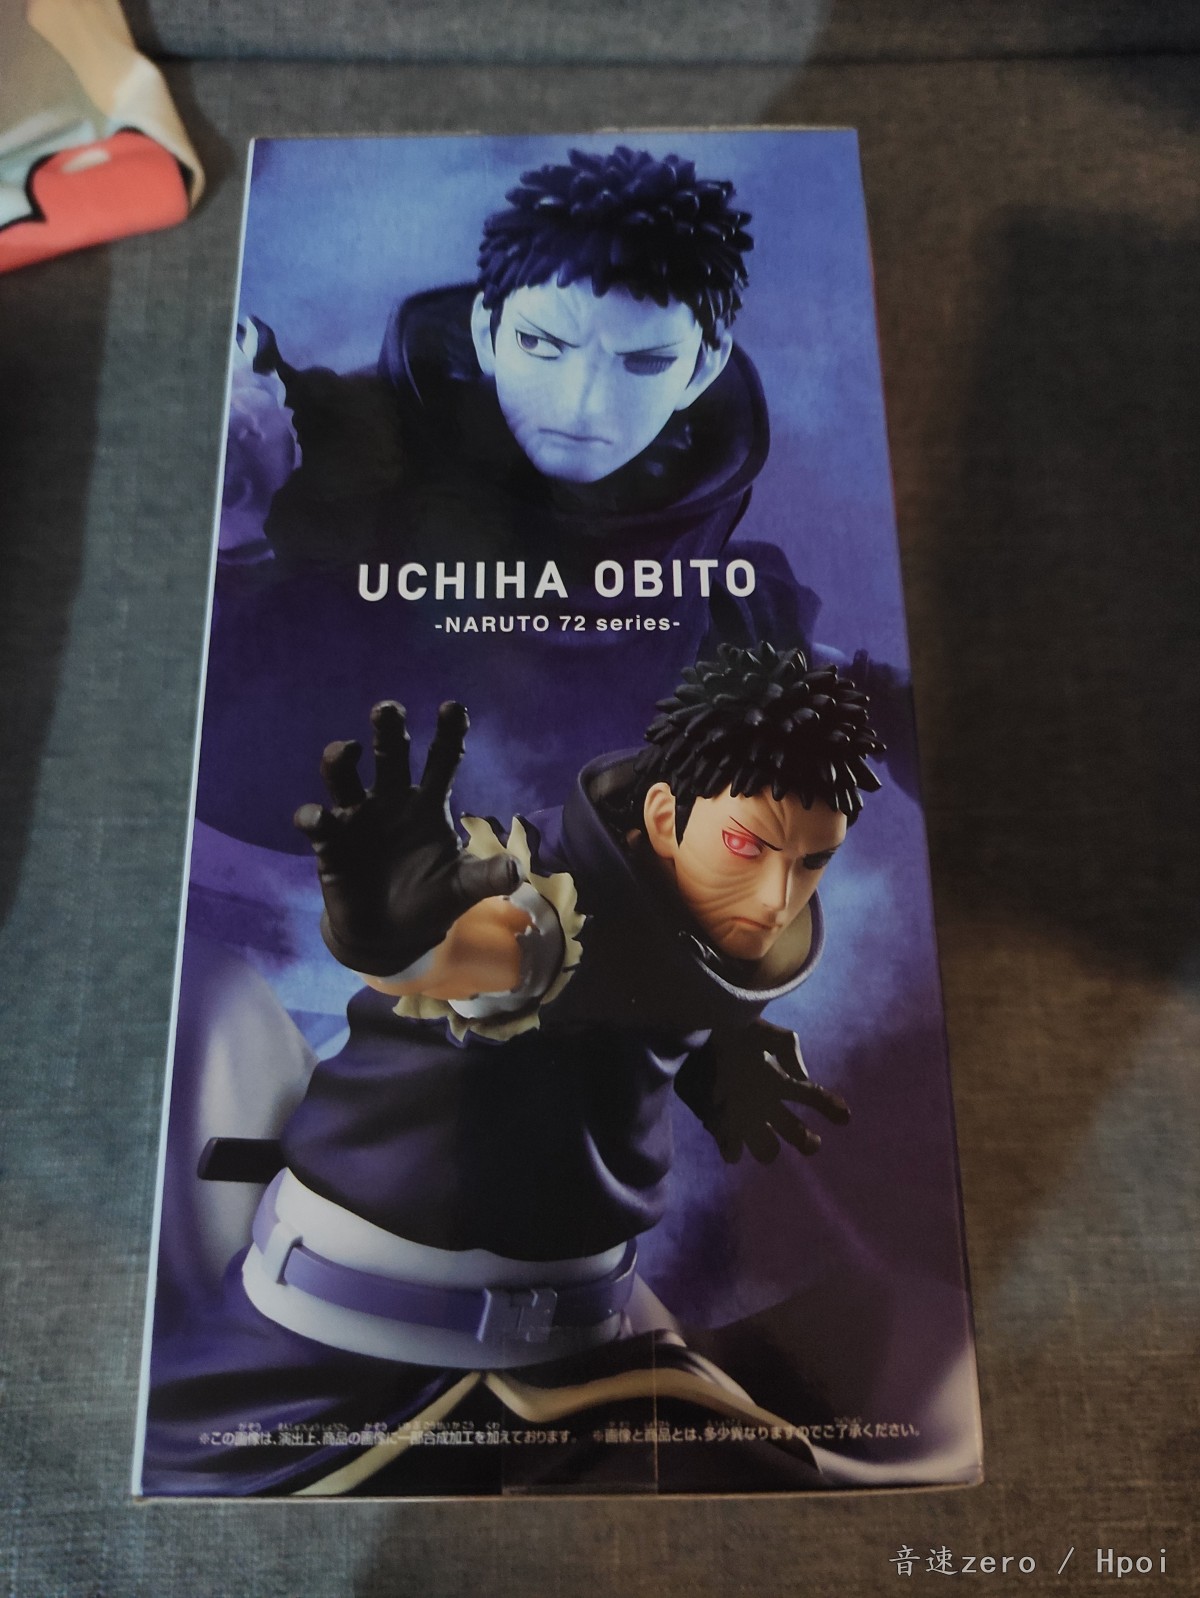 UCHIHA OBITO
-NARUTO 72 series-
※この画像は、演出上、商品の画像に一部合成加工を加えております。 ※画像と商品とは、多少異なりますのでご了承ください。
音速zero / Hpoi